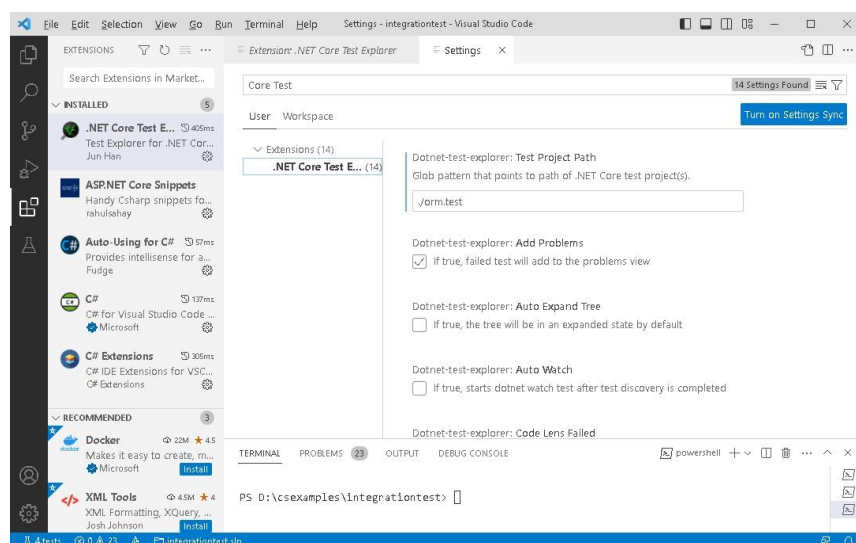 File Edit Selection View Go Run Terminal Help Settings - integrationtest - Visual Studio Code
EXTENSIONS
Extension: .NET Core Test Explorer
Settings
Search Extensions in Market...
INSTALLED 5
.NET Core Test E... 405ms
Test Explorer for .NET Cor...
Jun Han
ASP.NET Core Snippets
Handy Csharp snippets fo...
rahulsahay
Auto-Using for C# 57ms
Provides intellisense for a...
Fudge
C# 137ms
C# for Visual Studio Code ...
Microsoft
C# Extensions 305ms
C# IDE Extensions for VSC...
C# Extensions
RECOMMENDED 3
Docker 22M 4.5
Makes it easy to create, m...
Microsoft Install
XML Tools 4.5M 4
XML Formatting, XQuery, ...
Josh Johnson Install
Core Test 14 Settings Found
User Workspace Turn on Settings Sync
Extensions (14)
.NET Core Test E... (14)
Dotnet-test-explorer: Test Project Path
Glob pattern that points to path of .NET Core test project(s).
./orm.test
Dotnet-test-explorer: Add Problems
If true, failed test will add to the problems view
Dotnet-test-explorer: Auto Expand Tree
If true, the tree will be in an expanded state by default
Dotnet-test-explorer: Auto Watch
If true, starts dotnet watch test after test discovery is completed
Dotnet-test-explorer: Code Lens Failed
TERMINAL PROBLEMS 23 OUTPUT DEBUG CONSOLE powershell
PS D:\csexamples\integrationtest>
4 tests 0 0 23 integrationtest.sln